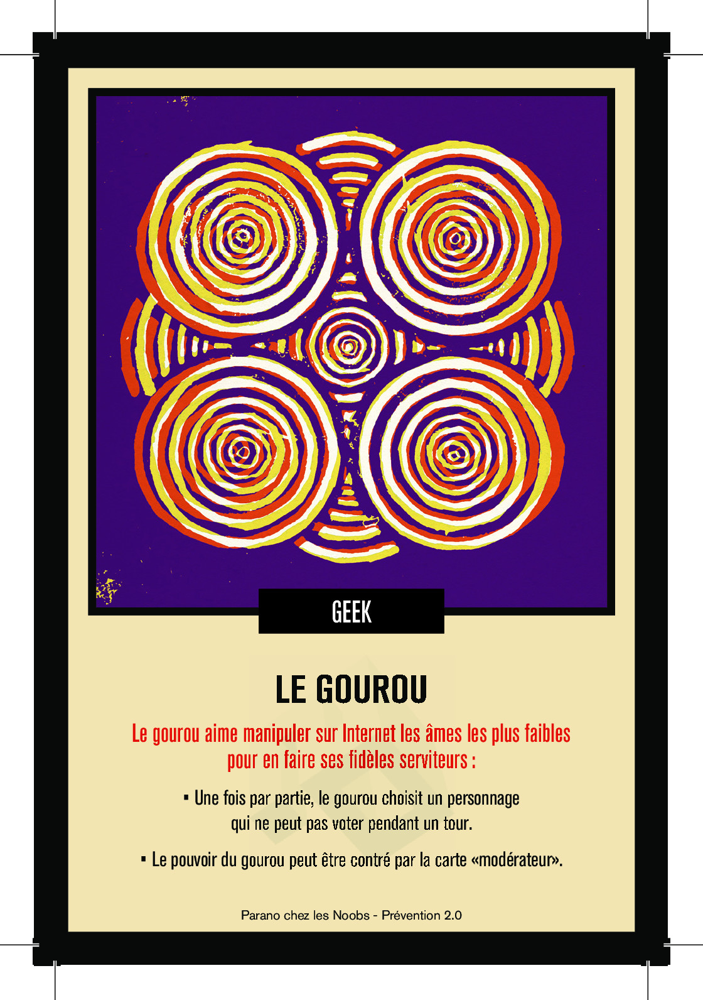 GEEK
LE GOUROU
Le gourou aime manipuler sur Internet les âmes les plus faibles
pour en faire ses fidèles serviteurs :
▪ Une fois par partie, le gourou choisit un personnage
qui ne peut pas voter pendant un tour.
▪ Le pouvoir du gourou peut être contré par la carte «modérateur».
Parano chez les Noobs - Prévention 2.0